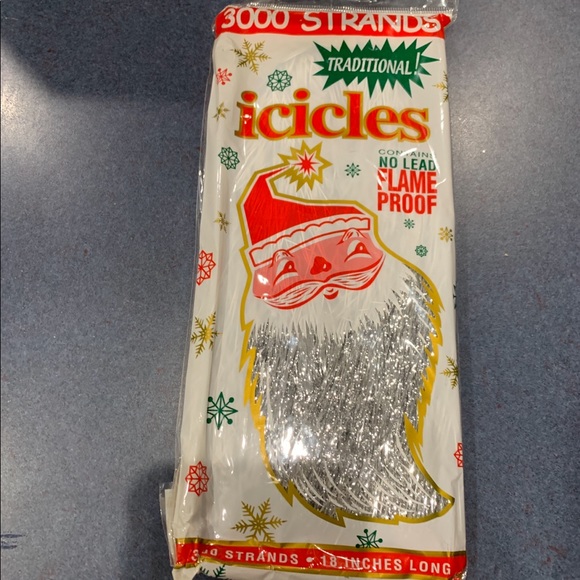 3000 STRANDS
TRADITIONAL!
icicles
CONTAINS
NO LEAD
FLAME
PROOF
STRANDS • 18 INCHES LONG